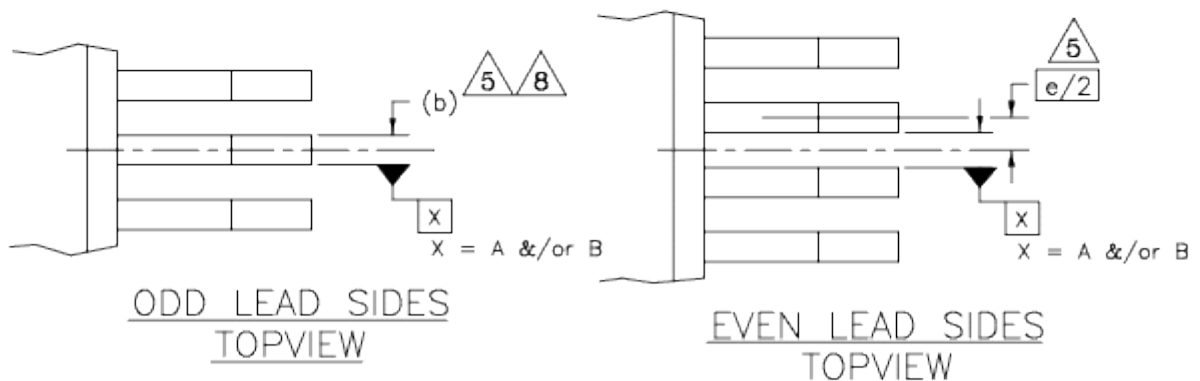 (b) 5 8
X
X = A &/or B
ODD LEAD SIDES
TOPVIEW
5
e/2
X
X = A &/or B
EVEN LEAD SIDES
TOPVIEW